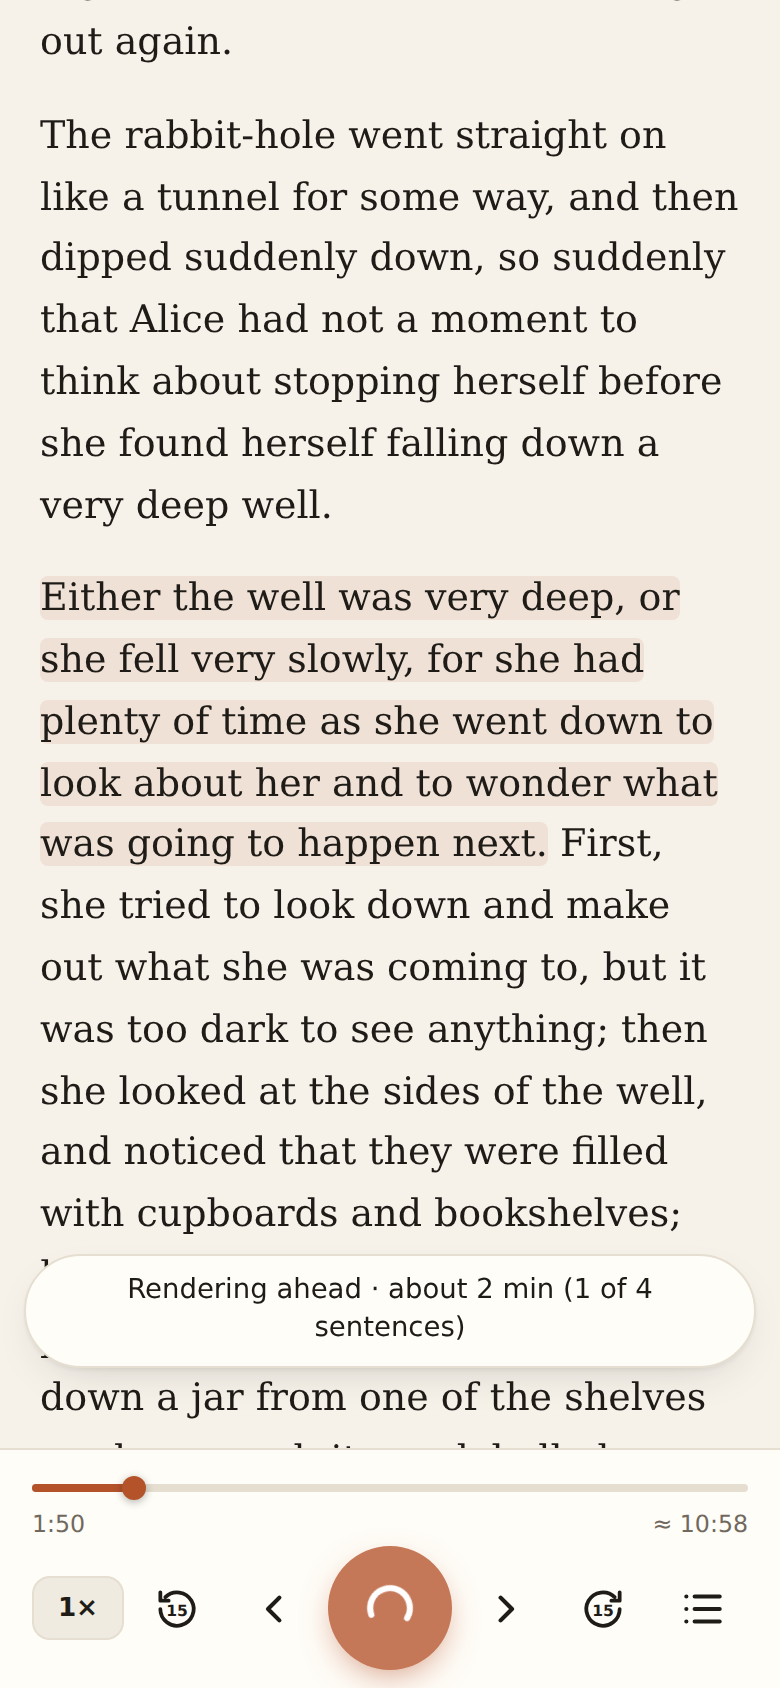 out again.
The rabbit-hole went straight on
like a tunnel for some way, and then
dipped suddenly down, so suddenly
that Alice had not a moment to
think about stopping herself before
she found herself falling down a
very deep well.
Either the well was very deep, or
she fell very slowly, for she had
plenty of time as she went down to
look about her and to wonder what
was going to happen next. First,
she tried to look down and make
out what she was coming to, but it
was too dark to see anything; then
she looked at the sides of the well,
and noticed that they were filled
with cupboards and bookshelves;
Rendering ahead · about 2 min (1 of 4
sentences)
down a jar from one of the shelves
1:50
≈ 10:58
1×
15
15